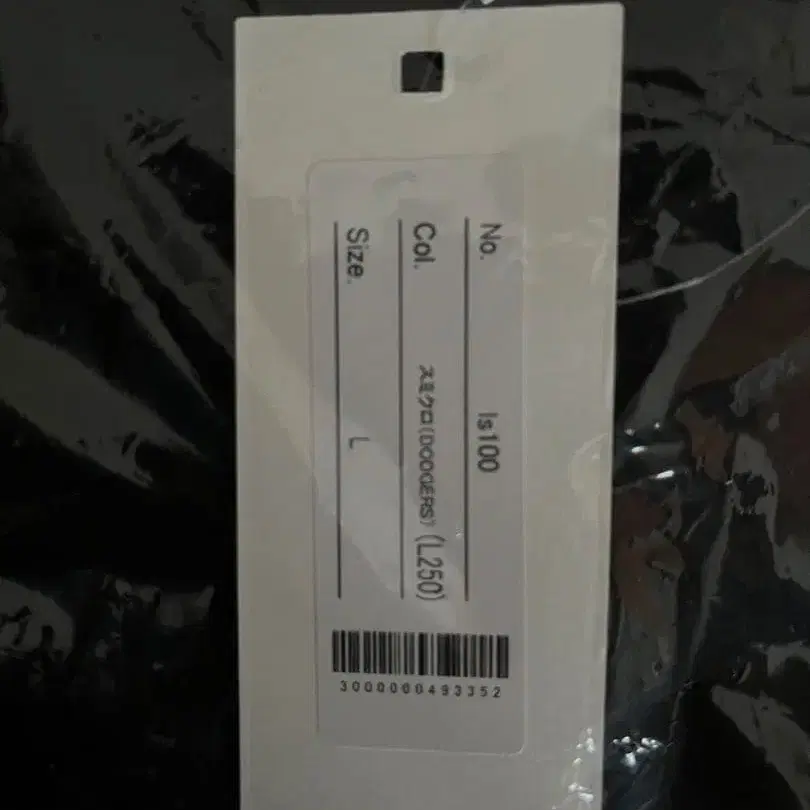 No. ls100
Col. スミクロ(DODGERS) (L250)
Size. L
3000000493352